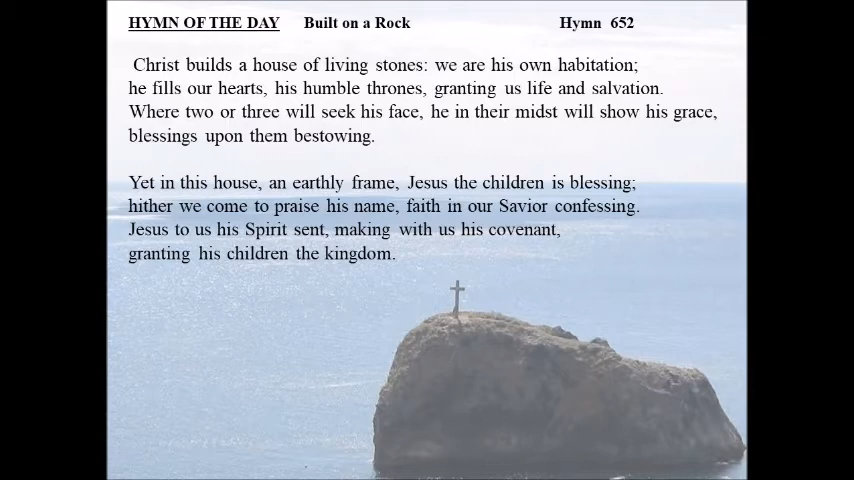 HYMN OF THE DAY Built on a Rock Hymn 652
Christ builds a house of living stones: we are his own habitation;
he fills our hearts, his humble thrones, granting us life and salvation.
Where two or three will seek his face, he in their midst will show his grace,
blessings upon them bestowing.
Yet in this house, an earthly frame, Jesus the children is blessing;
hither we come to praise his name, faith in our Savior confessing.
Jesus to us his Spirit sent, making with us his covenant,
granting his children the kingdom.